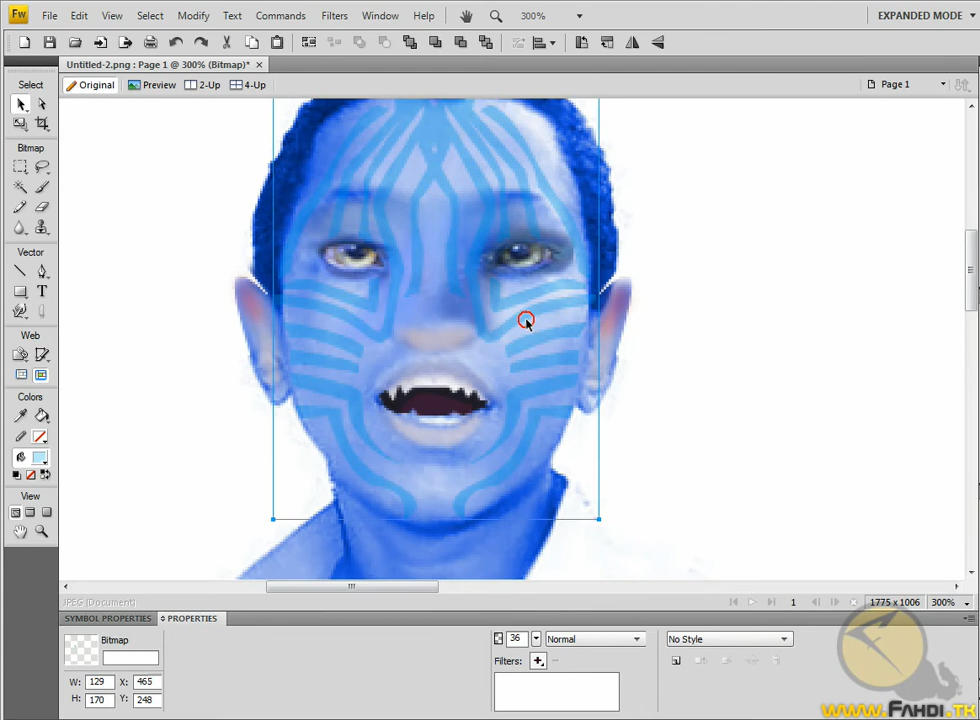 Fw File Edit View Select Modify Text Commands Filters Window Help 300% EXPANDED MODE
Untitled-2.png : Page 1 @ 300% (Bitmap)*
Original Preview 2-Up 4-Up Page 1
Select
Bitmap
Vector
T
Web
Colors
View
JPEG (Document) 1 1775 x 1006 300%
SYMBOL PROPERTIES PROPERTIES
Bitmap 36 Normal No Style
Filters:
W: 129 X: 465
H: 170 Y: 248
www.FAHDI.TK